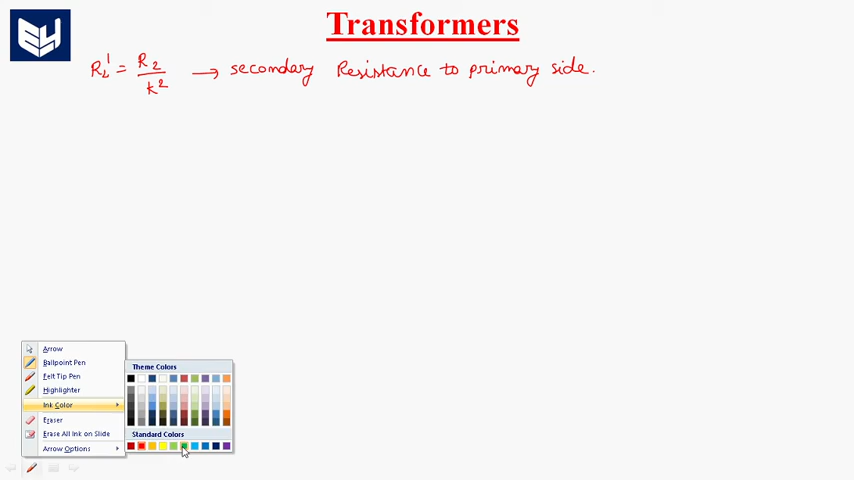 Transformers
R₂' = R₂/k² → secondary Resistance to primary side.
Arrow
Ballpoint Pen
Felt Tip Pen
Highlighter
Ink Color
Eraser
Erase All Ink on Slide
Arrow Options
Theme Colors
Standard Colors